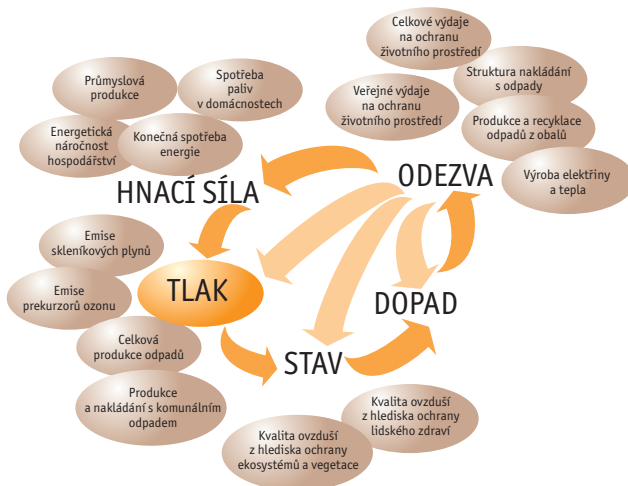 Celkové výdaje
na ochranu
životního prostředí
Struktura nakládání
s odpady
Veřejné výdaje
na ochranu
životního prostředí
Produkce a recyklace
odpadů z obalů
Výroba elektřiny
a tepla
Průmyslová
produkce
Spotřeba
paliv
v domácnostech
Energetická
náročnost
hospodářství
Konečná spotřeba
energie
HNACÍ SÍLA
ODEZVA
Emise
skleníkových plynů
Emise
prekurzorů ozonu
TLAK
DOPAD
Celková
produkce odpadů
STAV
Produkce
a nakládání s komunálním
odpadem
Kvalita ovzduší
z hlediska ochrany
lidského zdraví
Kvalita ovzduší
z hlediska ochrany
ekosystémů a vegetace